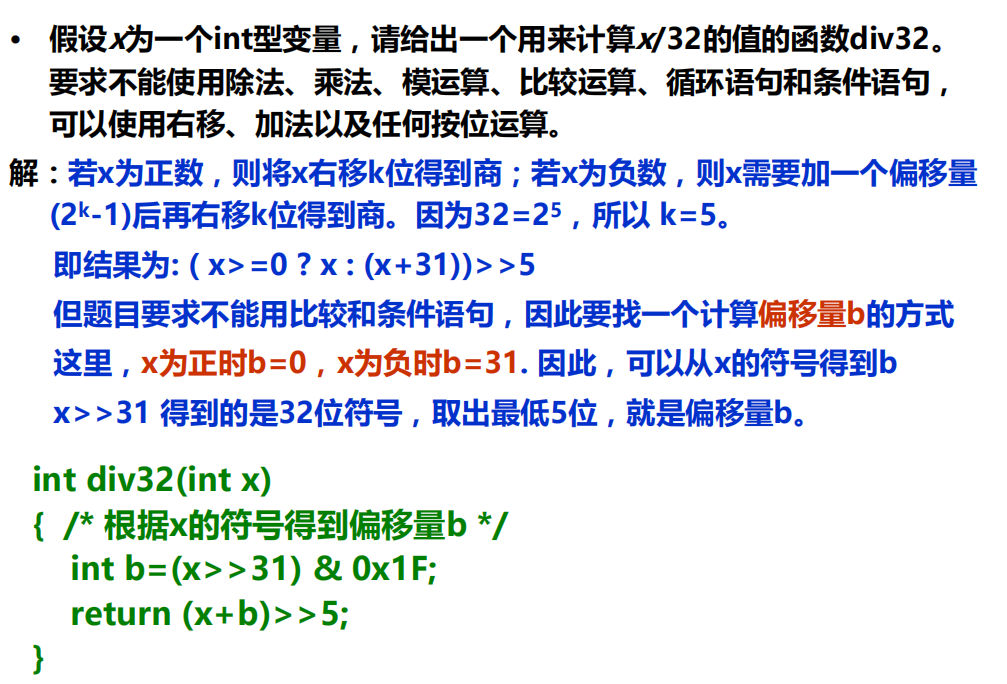 • 假设x为一个int型变量，请给出一个用来计算x/32的值的函数div32。
要求不能使用除法、乘法、模运算、比较运算、循环语句和条件语句，
可以使用右移、加法以及任何按位运算。
解：若x为正数，则将x右移k位得到商；若x为负数，则x需要加一个偏移量
(2ᵏ-1)后再右移k位得到商。因为32=2⁵，所以 k=5。
即结果为: ( x>=0 ? x : (x+31))>>5
但题目要求不能用比较和条件语句，因此要找一个计算偏移量b的方式
这里，x为正时b=0，x为负时b=31. 因此，可以从x的符号得到b
x>>31 得到的是32位符号，取出最低5位，就是偏移量b。
int div32(int x)
{ /* 根据x的符号得到偏移量b */
int b=(x>>31) & 0x1F;
return (x+b)>>5;
}